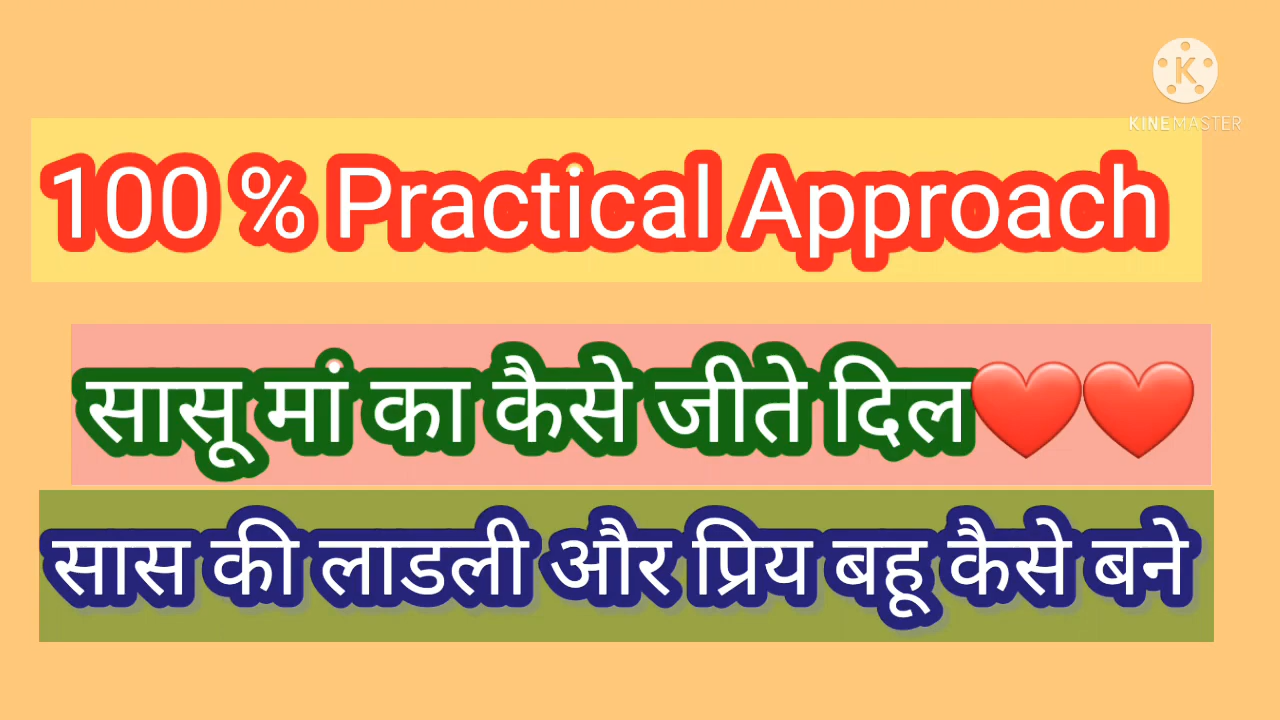 KINEMASTER
100 % Practical Approach
सासू मां का कैसे जीते दिल❤️❤️
सास की लाडली और प्रिय बहू कैसे बने